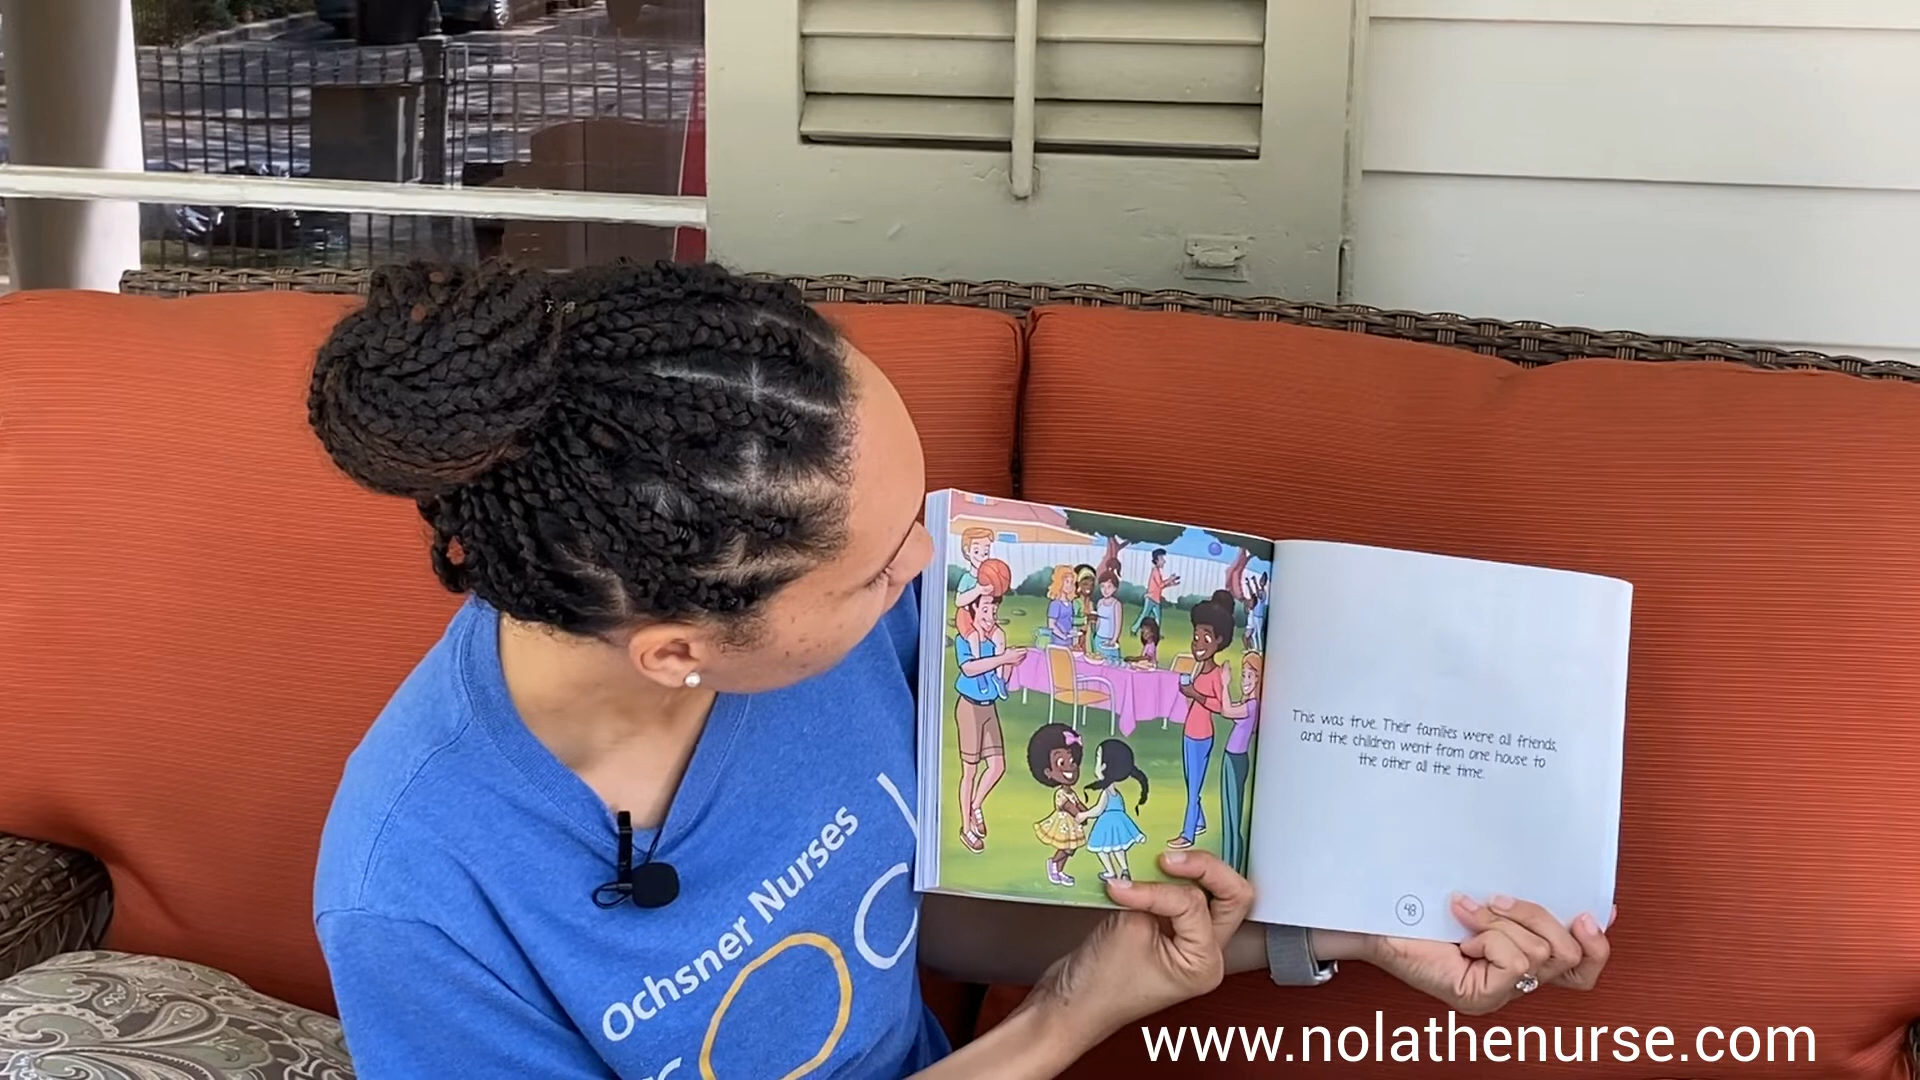 This was true. Their families were all friends,
and the children went from one house to
the other all the time.
48
Ochsner Nurses
www.nolathenurse.com